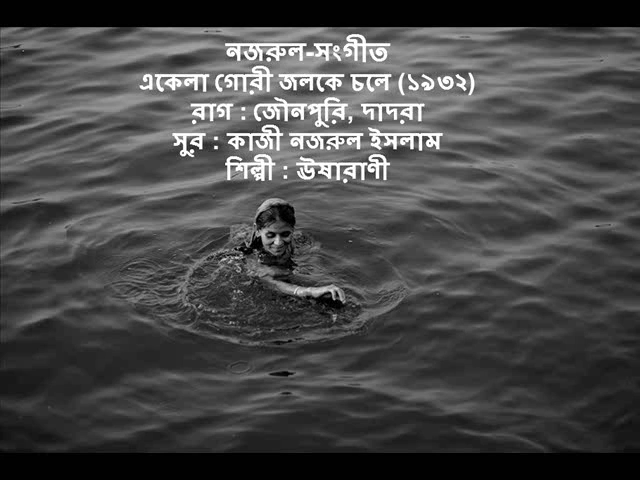 নজরুল-সংগীত
একেলা গোরী জলকে চলে (১৯৩২)
রাগ : জৌনপুরি, দাদরা
সুর : কাজী নজরুল ইসলাম
শিল্পী : ঊষারাণী